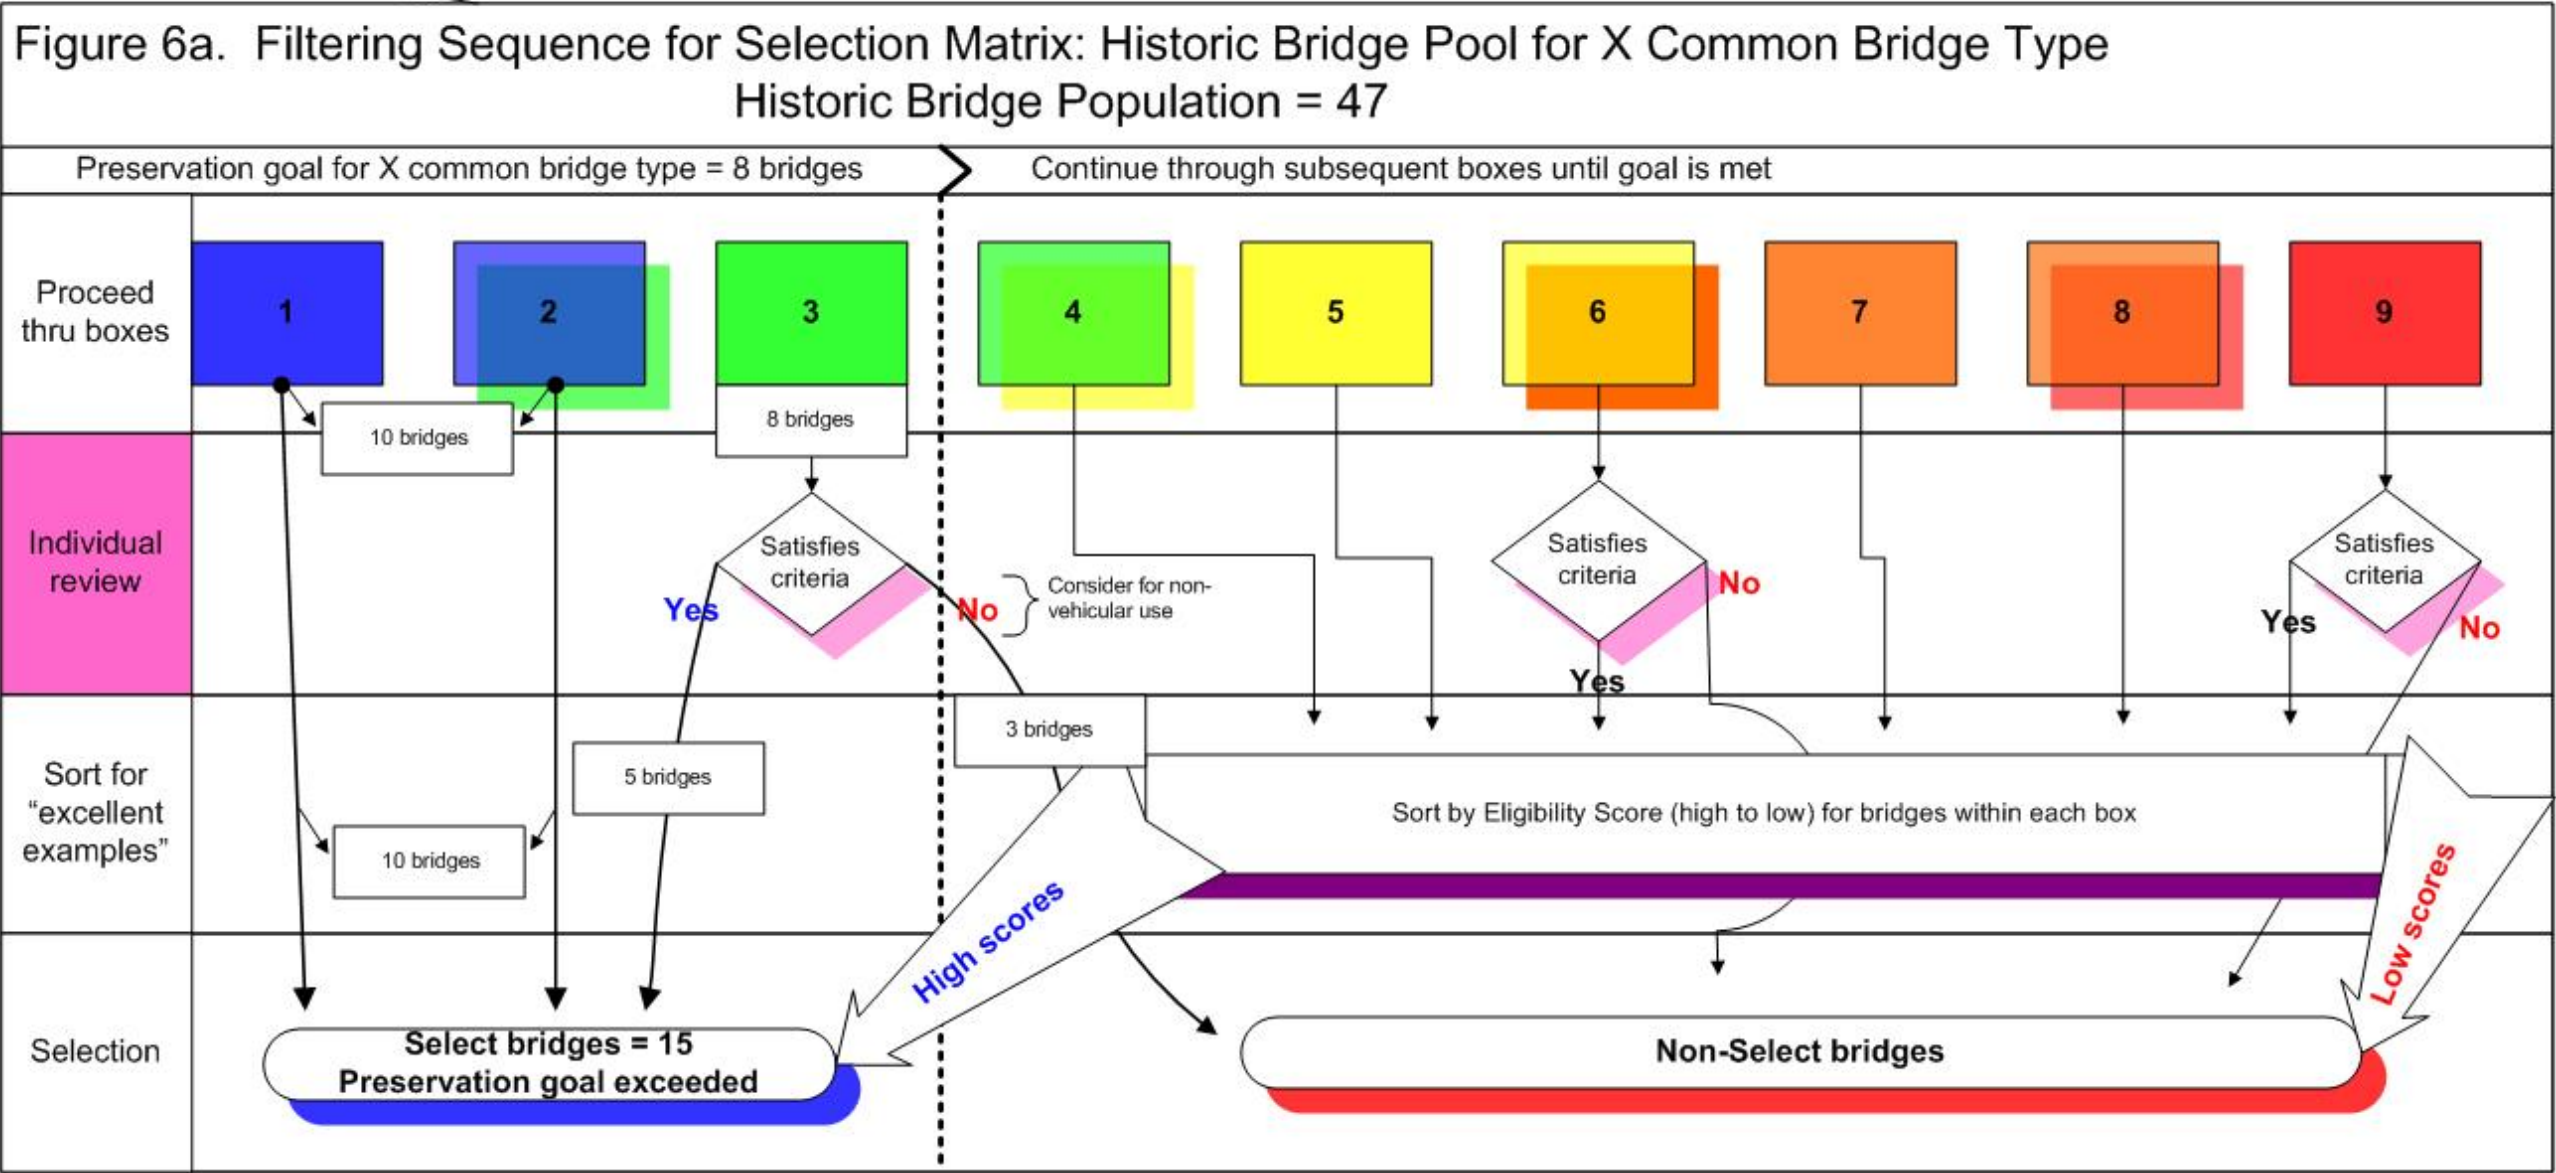 Figure 6a. Filtering Sequence for Selection Matrix: Historic Bridge Pool for X Common Bridge Type
Historic Bridge Population = 47
Preservation goal for X common bridge type = 8 bridges
Continue through subsequent boxes until goal is met
Proceed
thru boxes
1
2
3
4
5
6
7
8
9
10 bridges
8 bridges
Individual
review
Satisfies
criteria
Yes
No
Consider for non-
vehicular use
Satisfies
criteria
No
Yes
Satisfies
criteria
Yes
No
Sort for
“excellent
examples”
10 bridges
5 bridges
3 bridges
Sort by Eligibility Score (high to low) for bridges within each box
High scores
Low scores
Selection
Select bridges = 15
Preservation goal exceeded
Non-Select bridges